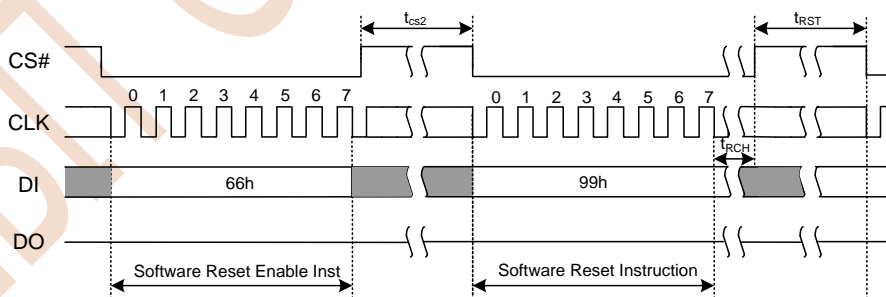 tcs2 tRST
CS#
0 1 2 3 4 5 6 7 0 1 2 3 4 5 6 7
CLK
tRCH
DI 66h 99h
DO
Software Reset Enable Inst Software Reset Instruction